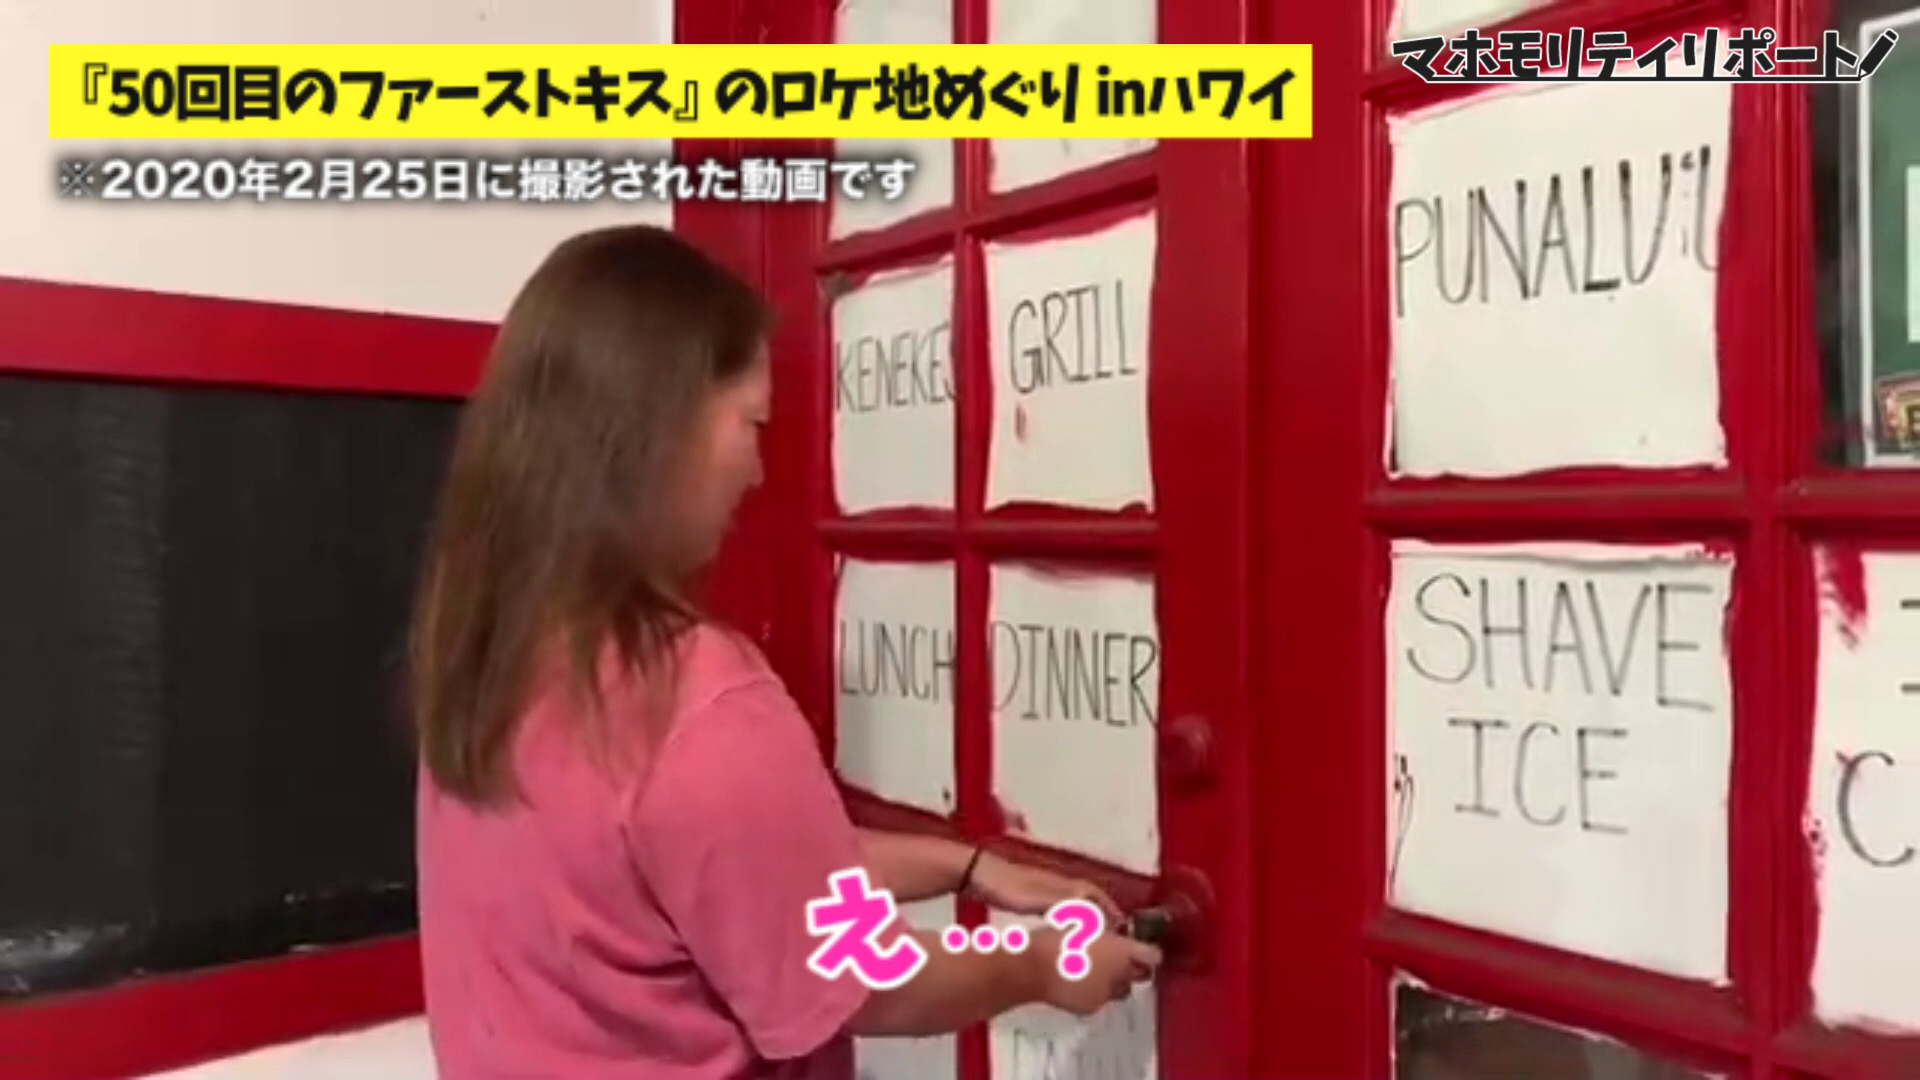 『50回目のファーストキス』のロケ地めぐり inハワイ
マホモリティリポート
※2020年2月25日に撮影された動画です
PUNALU'U
KENEKE
GRILL
LUNCH
DINNER
SHAVE
ICE
え…？